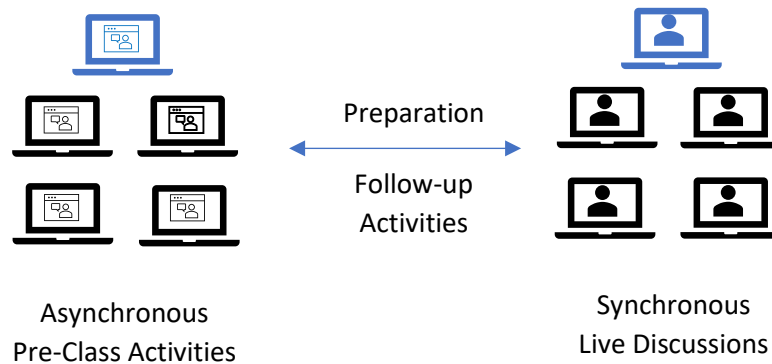 Preparation
Follow-up
Activities
Asynchronous
Pre-Class Activities
Synchronous
Live Discussions